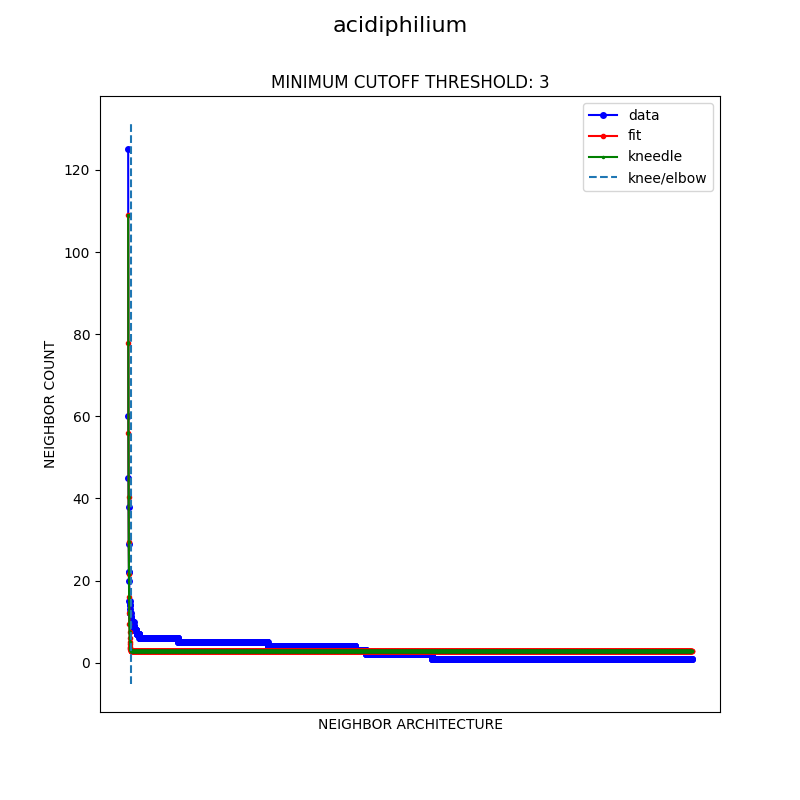 acidiphilium
MINIMUM CUTOFF THRESHOLD: 3
data
fit
kneedle
knee/elbow
120
100
80
60
40
20
0
NEIGHBOR COUNT
NEIGHBOR ARCHITECTURE